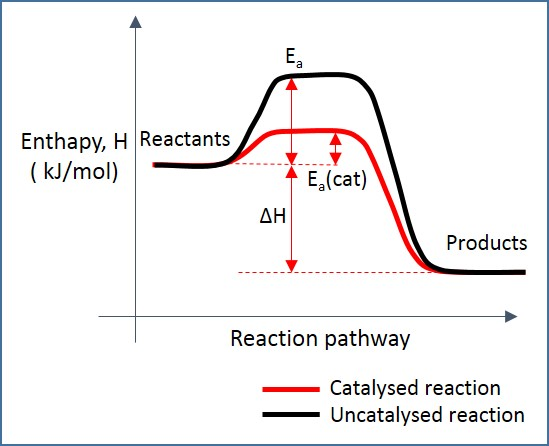 Eₐ
Enthapy, H
( kJ/mol)
Reactants
Eₐ(cat)
ΔH
Products
Reaction pathway
Catalysed reaction
Uncatalysed reaction